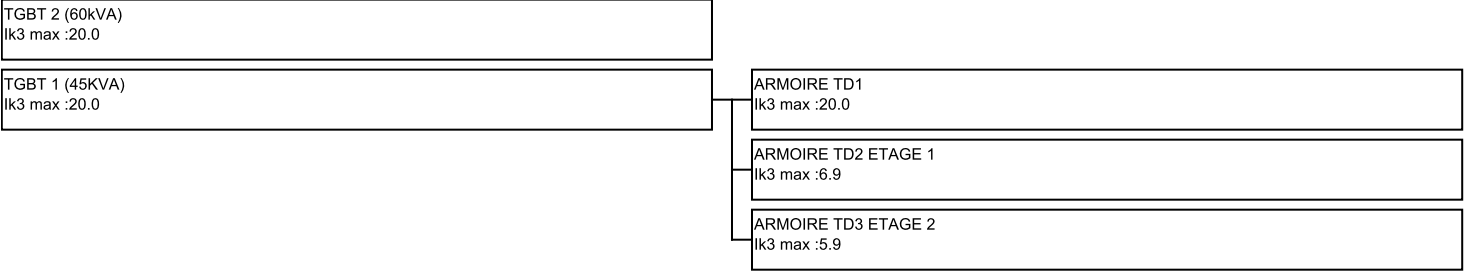 TGBT 2 (60kVA)
Ik3 max :20.0
TGBT 1 (45KVA)
Ik3 max :20.0
ARMOIRE TD1
Ik3 max :20.0
ARMOIRE TD2 ETAGE 1
Ik3 max :6.9
ARMOIRE TD3 ETAGE 2
Ik3 max :5.9